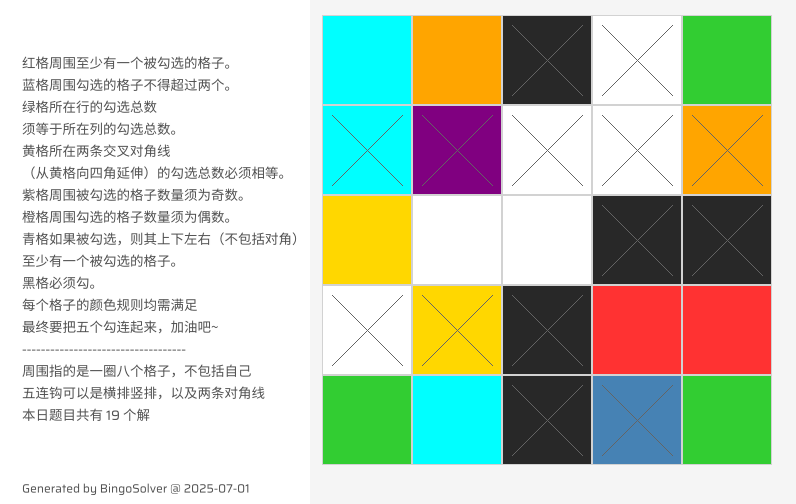 红格周围至少有一个被勾选的格子。
蓝格周围勾选的格子不得超过两个。
绿格所在行的勾选总数
须等于所在列的勾选总数。
黄格所在两条交叉对角线
（从黄格向四角延伸）的勾选总数必须相等。
紫格周围被勾选的格子数量须为奇数。
橙格周围勾选的格子数量须为偶数。
青格如果被勾选，则其上下左右（不包括对角）
至少有一个被勾选的格子。
黑格必须勾。
每个格子的颜色规则均需满足
最终要把五个勾连起来，加油吧~
-----------------------------------
周围指的是一圈八个格子，不包括自己
五连钩可以是横排竖排，以及两条对角线
本日题目共有 19 个解
Generated by BingoSolver @ 2025-07-01